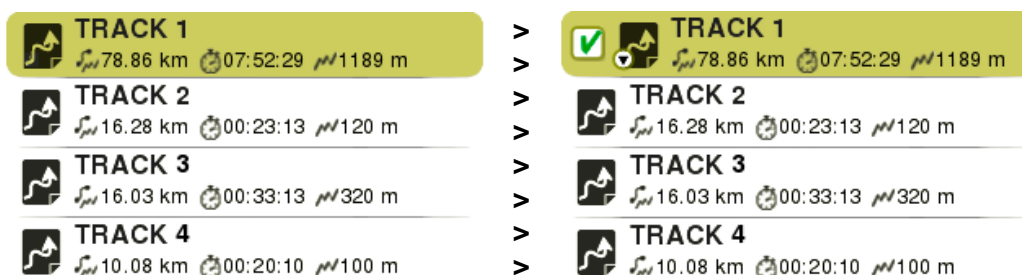 TRACK 1
78.86 km 07:52:29 1189 m
TRACK 2
16.28 km 00:23:13 120 m
TRACK 3
16.03 km 00:33:13 320 m
TRACK 4
10.08 km 00:20:10 100 m
>
>
>
>
>
>
>
>
TRACK 1
78.86 km 07:52:29 1189 m
TRACK 2
16.28 km 00:23:13 120 m
TRACK 3
16.03 km 00:33:13 320 m
TRACK 4
10.08 km 00:20:10 100 m